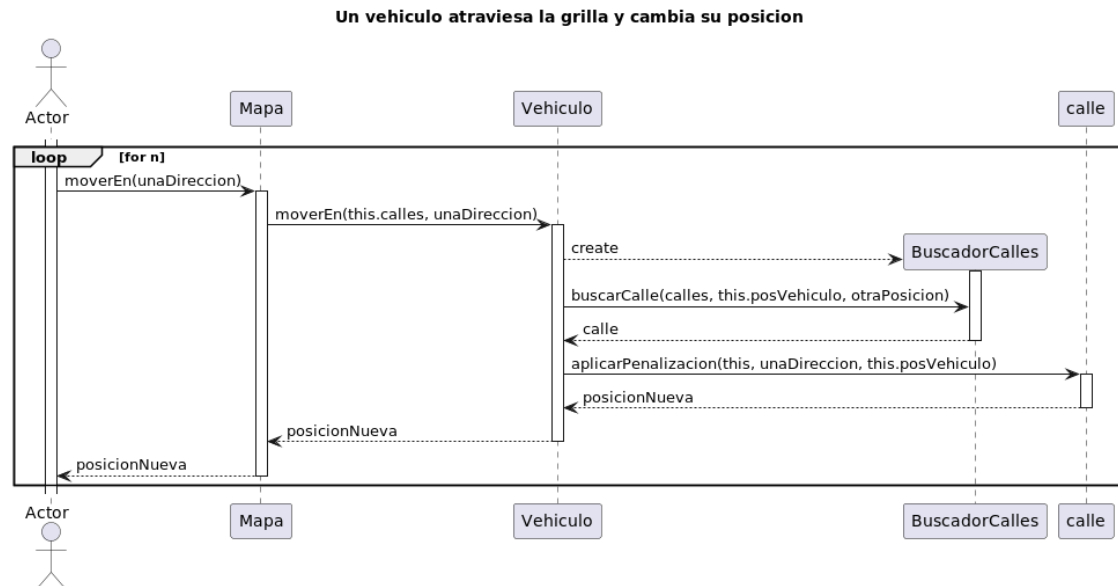 Un vehiculo atraviesa la grilla y cambia su posicion
Actor
Mapa
Vehiculo
calle
loop [for n]
moverEn(unaDireccion)
moverEn(this.calles, unaDireccion)
create
BuscadorCalles
buscarCalle(calles, this.posVehiculo, otraPosicion)
calle
aplicarPenalizacion(this, unaDireccion, this.posVehiculo)
posicionNueva
posicionNueva
posicionNueva
Actor
Mapa
Vehiculo
BuscadorCalles
calle